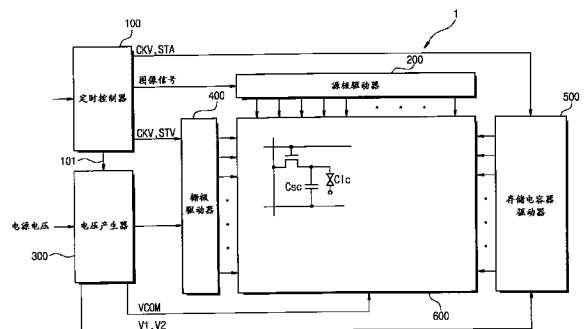 100
CKV,STA
1
定时控制器
图像信号
200
源极驱动器
400
500
CKV,STV
101
栅极
驱动器
Csc
Clc
存储电容器
驱动器
电源电压
电压产生器
300
VCOM
600
V1,V2